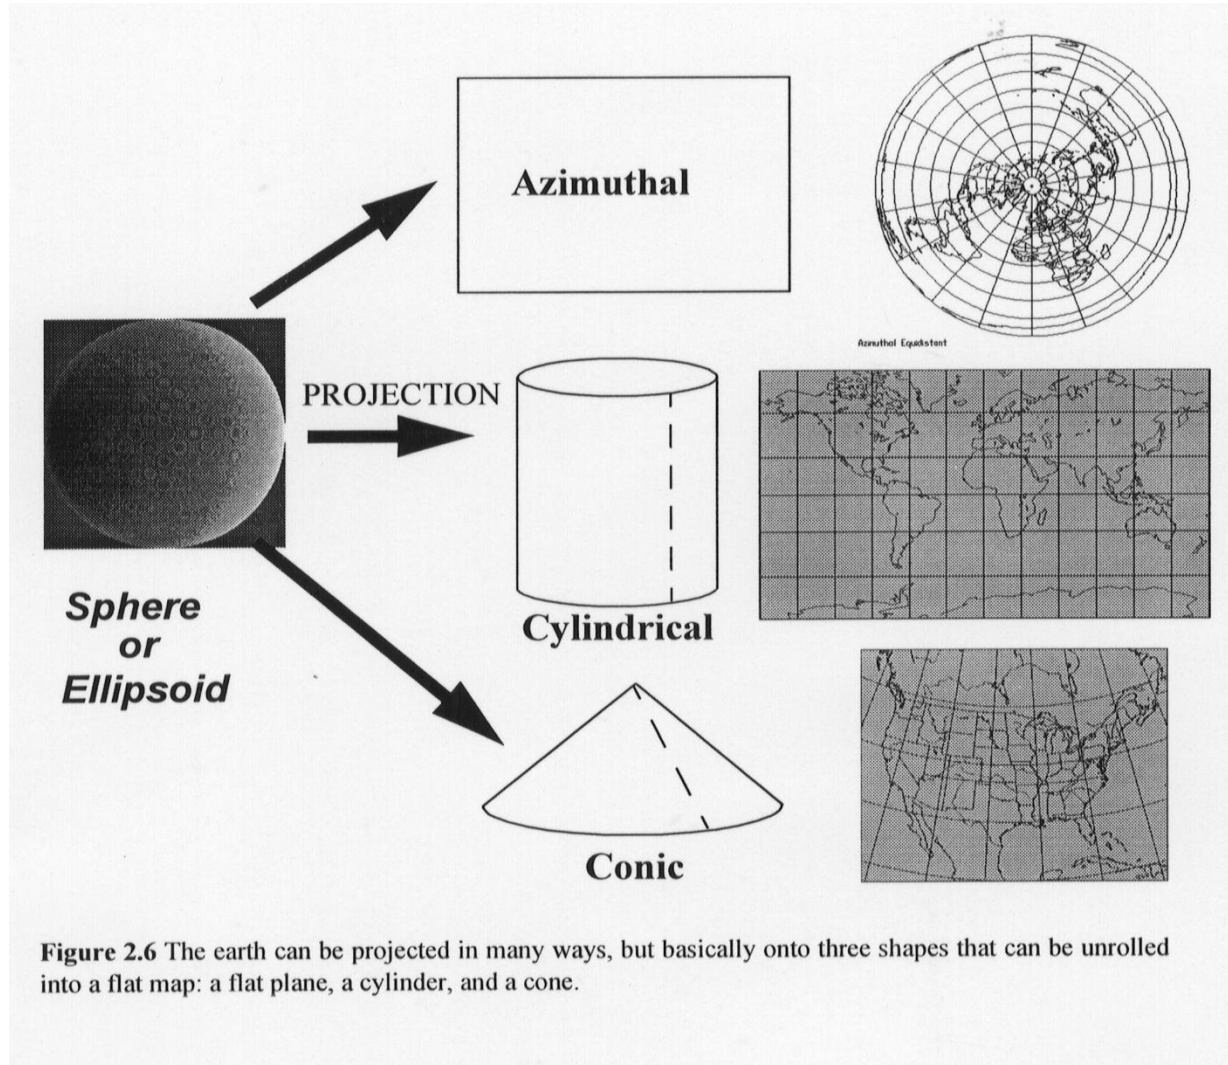 Azimuthal
Azimuthal Equidistant
PROJECTION
Sphere
or
Ellipsoid
Cylindrical
Conic
Figure 2.6 The earth can be projected in many ways, but basically onto three shapes that can be unrolled
into a flat map: a flat plane, a cylinder, and a cone.